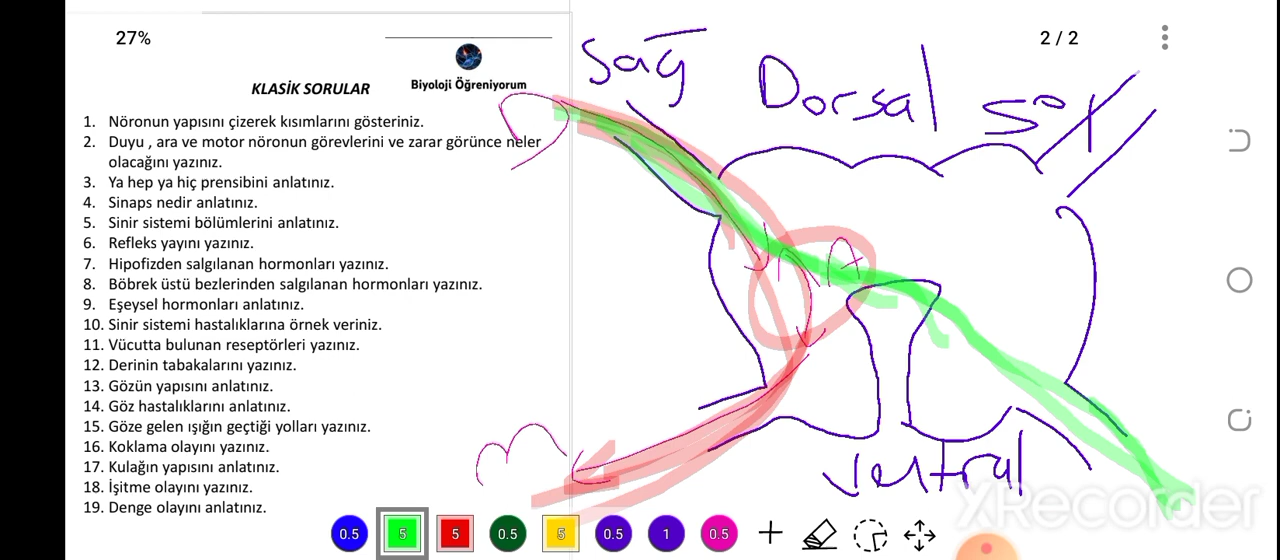 27%
2 / 2
Biyoloji Öğreniyorum
KLASİK SORULAR
1. Nöronun yapısını çizerek kısımlarını gösteriniz.
2. Duyu , ara ve motor nöronun görevlerini ve zarar görünce neler
olacağını yazınız.
3. Ya hep ya hiç prensibini anlatınız.
4. Sinaps nedir anlatınız.
5. Sinir sistemi bölümlerini anlatınız.
6. Refleks yayını yazınız.
7. Hipofizden salgılanan hormonları yazınız.
8. Böbrek üstü bezlerinden salgılanan hormonları yazınız.
9. Eşeysel hormonları anlatınız.
10. Sinir sistemi hastalıklarına örnek veriniz.
11. Vücutta bulunan reseptörleri yazınız.
12. Derinin tabakalarını yazınız.
13. Gözün yapısını anlatınız.
14. Göz hastalıklarını anlatınız.
15. Göze gelen ışığın geçtiği yolları yazınız.
16. Koklama olayını yazınız.
17. Kulağın yapısını anlatınız.
18. İşitme olayını yazınız.
19. Denge olayını anlatınız.
Sağ Dorsal Sol
A
Ventral
XRecorder
0.5 5 5 0.5 5 0.5 1 0.5